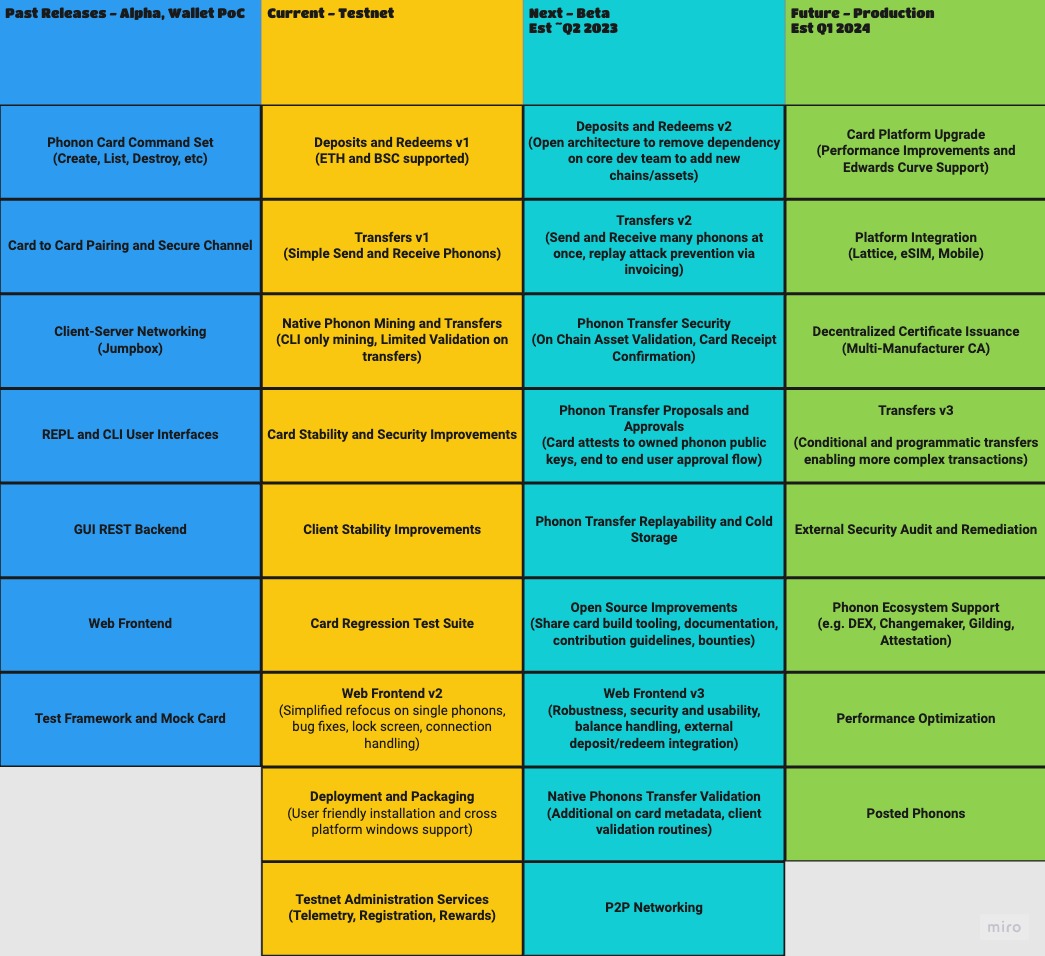 Past Releases – Alpha, Wallet PoC
Current – Testnet
Next – Beta
Est ~Q2 2023
Future – Production
Est Q1 2024
Phonon Card Command Set
(Create, List, Destroy, etc)
Deposits and Redeems v1
(ETH and BSC supported)
Deposits and Redeems v2
(Open architecture to remove dependency
on core dev team to add new
chains/assets)
Card Platform Upgrade
(Performance Improvements and
Edwards Curve Support)
Card to Card Pairing and Secure Channel
Transfers v1
(Simple Send and Receive Phonons)
Transfers v2
(Send and Receive many phonons at
once, replay attack prevention via
invoicing)
Platform Integration
(Lattice, eSIM, Mobile)
Client-Server Networking
(Jumpbox)
Native Phonon Mining and Transfers
(CLI only mining, Limited Validation on
transfers)
Phonon Transfer Security
(On Chain Asset Validation, Card Receipt
Confirmation)
Decentralized Certificate Issuance
(Multi-Manufacturer CA)
REPL and CLI User Interfaces
Card Stability and Security Improvements
Phonon Transfer Proposals and
Approvals
(Card attests to owned phonon public
keys, end to end user approval flow)
Transfers v3
(Conditional and programmatic transfers
enabling more complex transactions)
GUI REST Backend
Client Stability Improvements
Phonon Transfer Replayability and Cold
Storage
External Security Audit and Remediation
Web Frontend
Card Regression Test Suite
Open Source Improvements
(Share card build tooling, documentation,
contribution guidelines, bounties)
Phonon Ecosystem Support
(e.g. DEX, Changemaker, Gilding,
Attestation)
Test Framework and Mock Card
Web Frontend v2
(Simplified refocus on single phonons,
bug fixes, lock screen, connection
handling)
Web Frontend v3
(Robustness, security and usability,
balance handling, external
deposit/redeem integration)
Performance Optimization
Deployment and Packaging
(User friendly installation and cross
platform windows support)
Native Phonons Transfer Validation
(Additional on card metadata, client
validation routines)
Posted Phonons
Testnet Administration Services
(Telemetry, Registration, Rewards)
P2P Networking
miro